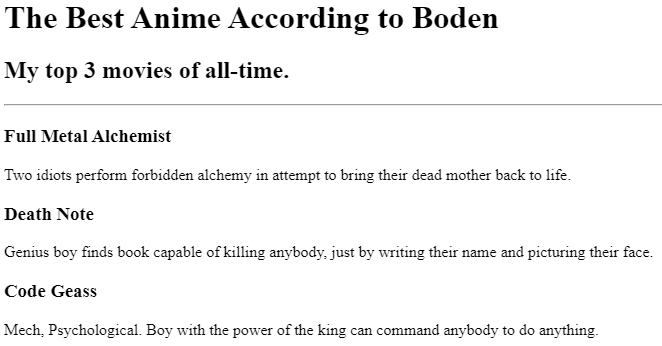 The Best Anime According to Boden
My top 3 movies of all-time.
Full Metal Alchemist
Two idiots perform forbidden alchemy in attempt to bring their dead mother back to life.
Death Note
Genius boy finds book capable of killing anybody, just by writing their name and picturing their face.
Code Geass
Mech, Psychological. Boy with the power of the king can command anybody to do anything.